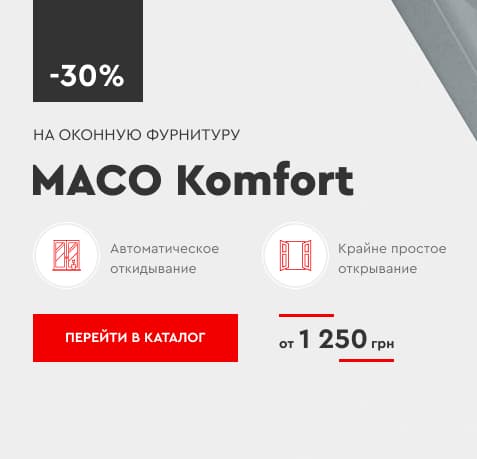 -30%
НА ОКОННУЮ ФУРНИТУРУ
MACO Komfort
Автоматическое
откидывание
Крайне простое
открывание
ПЕРЕЙТИ В КАТАЛОГ
от 1 250 грн